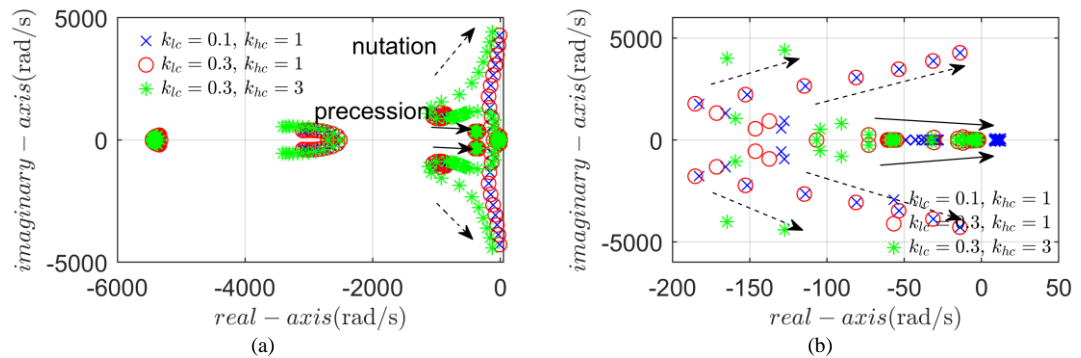 5000
nutation
k_lc = 0.1, k_hc = 1
k_lc = 0.3, k_hc = 1
k_lc = 0.3, k_hc = 3
precession
0
-5000
-6000 -4000 -2000 0
imaginary − axis(rad/s)
real − axis(rad/s)
(a)
5000
0
-5000
k_lc = 0.1, k_hc = 1
k_lc = 0.3, k_hc = 1
k_lc = 0.3, k_hc = 3
-200 -150 -100 -50 0 50
imaginary − axis(rad/s)
real − axis(rad/s)
(b)